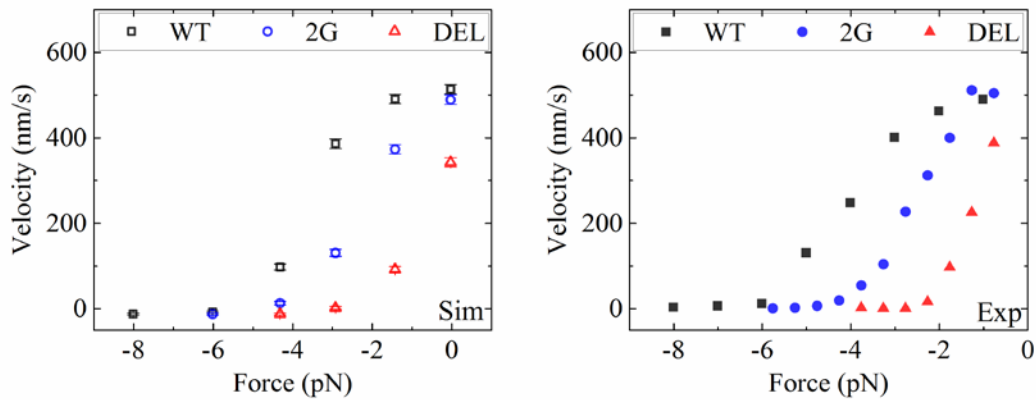 WT 2G DEL
600
400
200
0
Velocity (nm/s)
Sim
-8 -6 -4 -2 0
Force (pN)
WT 2G DEL
600
400
200
0
Velocity (nm/s)
Exp
-8 -6 -4 -2 0
Force (pN)